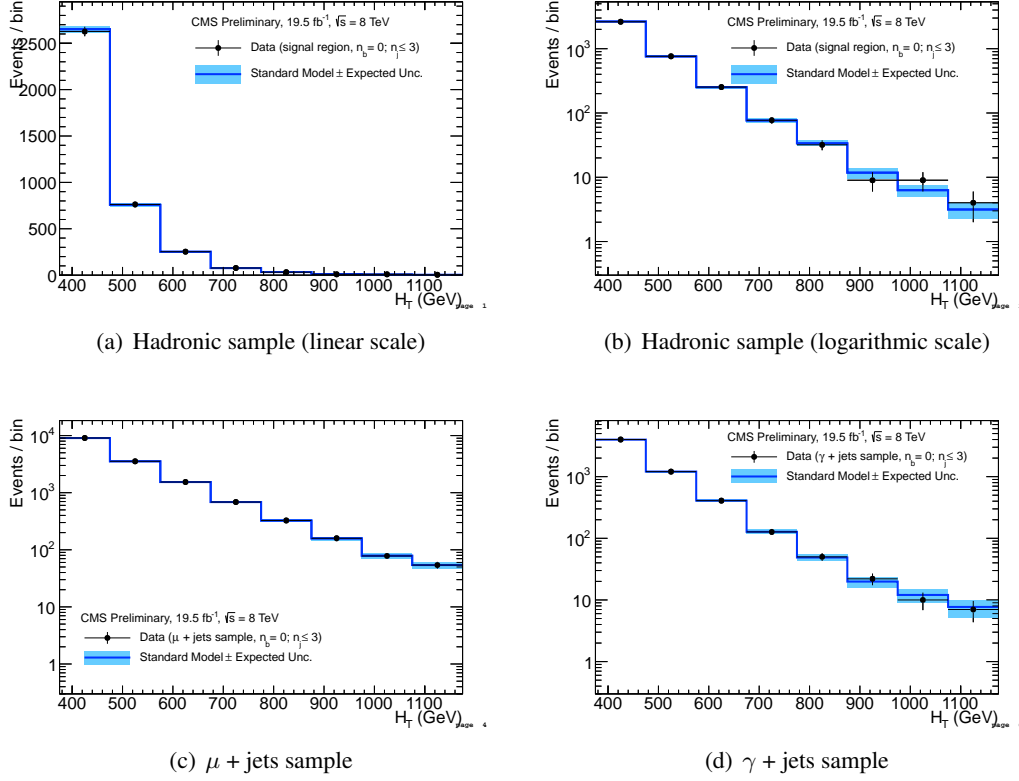 Events / bin
CMS Preliminary, 19.5 fb⁻¹, √s = 8 TeV
Data (signal region, n_b = 0; n_j ≤ 3)
Standard Model ± Expected Unc.
2500
2000
1500
1000
500
0
400 500 600 700 800 900 1000 1100
H_T (GeV)
page 1
(a) Hadronic sample (linear scale)
Events / bin
CMS Preliminary, 19.5 fb⁻¹, √s = 8 TeV
Data (signal region, n_b = 0; n_j ≤ 3)
Standard Model ± Expected Unc.
10³
10²
10
1
400 500 600 700 800 900 1000 1100
H_T (GeV)
page
(b) Hadronic sample (logarithmic scale)
Events / bin
10⁴
10³
10²
10
1
CMS Preliminary, 19.5 fb⁻¹, √s = 8 TeV
Data (μ + jets sample, n_b = 0; n_j ≤ 3)
Standard Model ± Expected Unc.
400 500 600 700 800 900 1000 1100
H_T (GeV)
page 4
(c) μ + jets sample
Events / bin
CMS Preliminary, 19.5 fb⁻¹, √s = 8 TeV
Data (γ + jets sample, n_b = 0; n_j ≤ 3)
Standard Model ± Expected Unc.
10³
10²
10
1
400 500 600 700 800 900 1000 1100
H_T (GeV)
page
(d) γ + jets sample